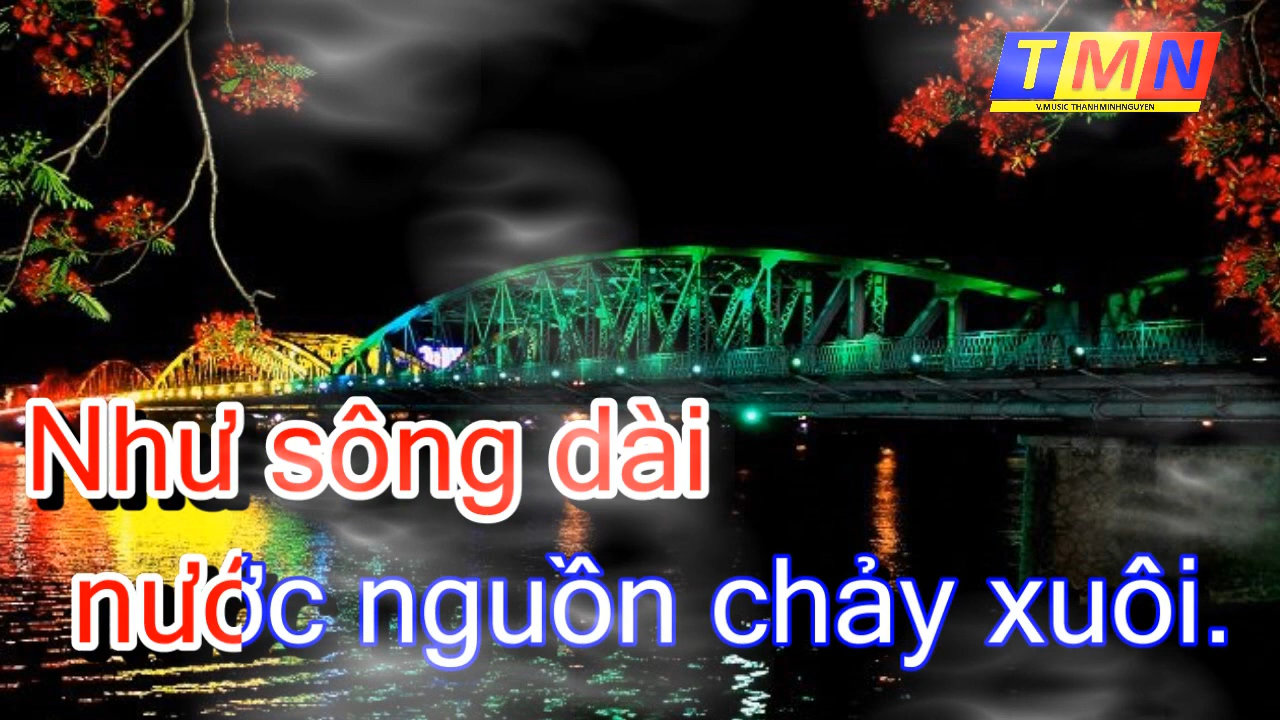 TMN
V.MUSIC THANHMINHNGUYEN
Như sông dài
nước nguồn chảy xuôi.